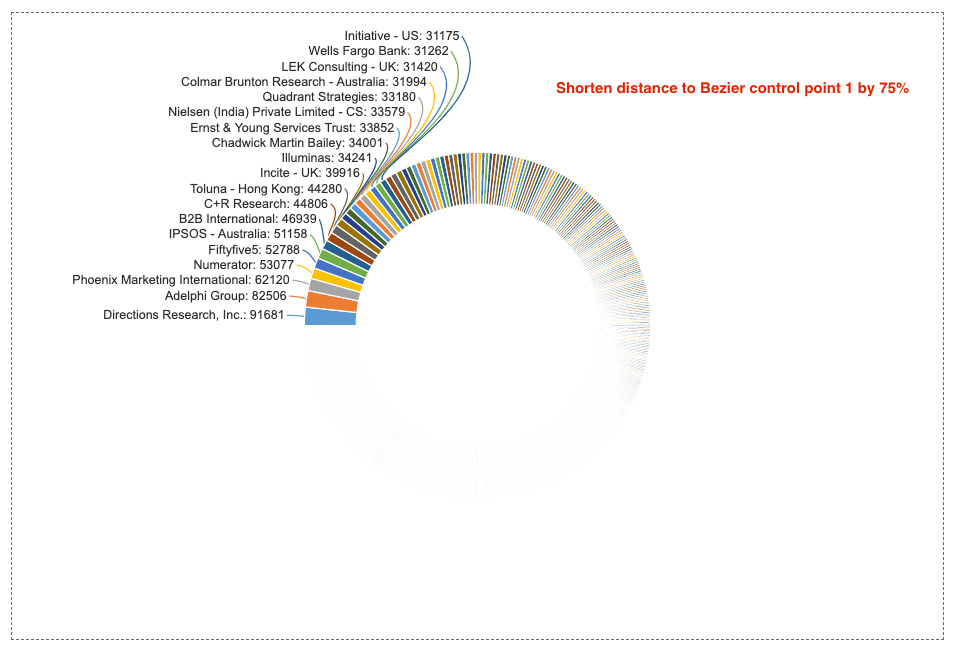 Initiative - US: 31175
Wells Fargo Bank: 31262
LEK Consulting - UK: 31420
Colmar Brunton Research - Australia: 31994
Shorten distance to Bezier control point 1 by 75%
Quadrant Strategies: 33180
Nielsen (India) Private Limited - CS: 33579
Ernst & Young Services Trust: 33852
Chadwick Martin Bailey: 34001
Illuminas: 34241
Incite - UK: 39916
Toluna - Hong Kong: 44280
C+R Research: 44806
B2B International: 46939
IPSOS - Australia: 51158
Fiftyfive5: 52788
Numerator: 53077
Phoenix Marketing International: 62120
Adelphi Group: 82506
Directions Research, Inc.: 91681